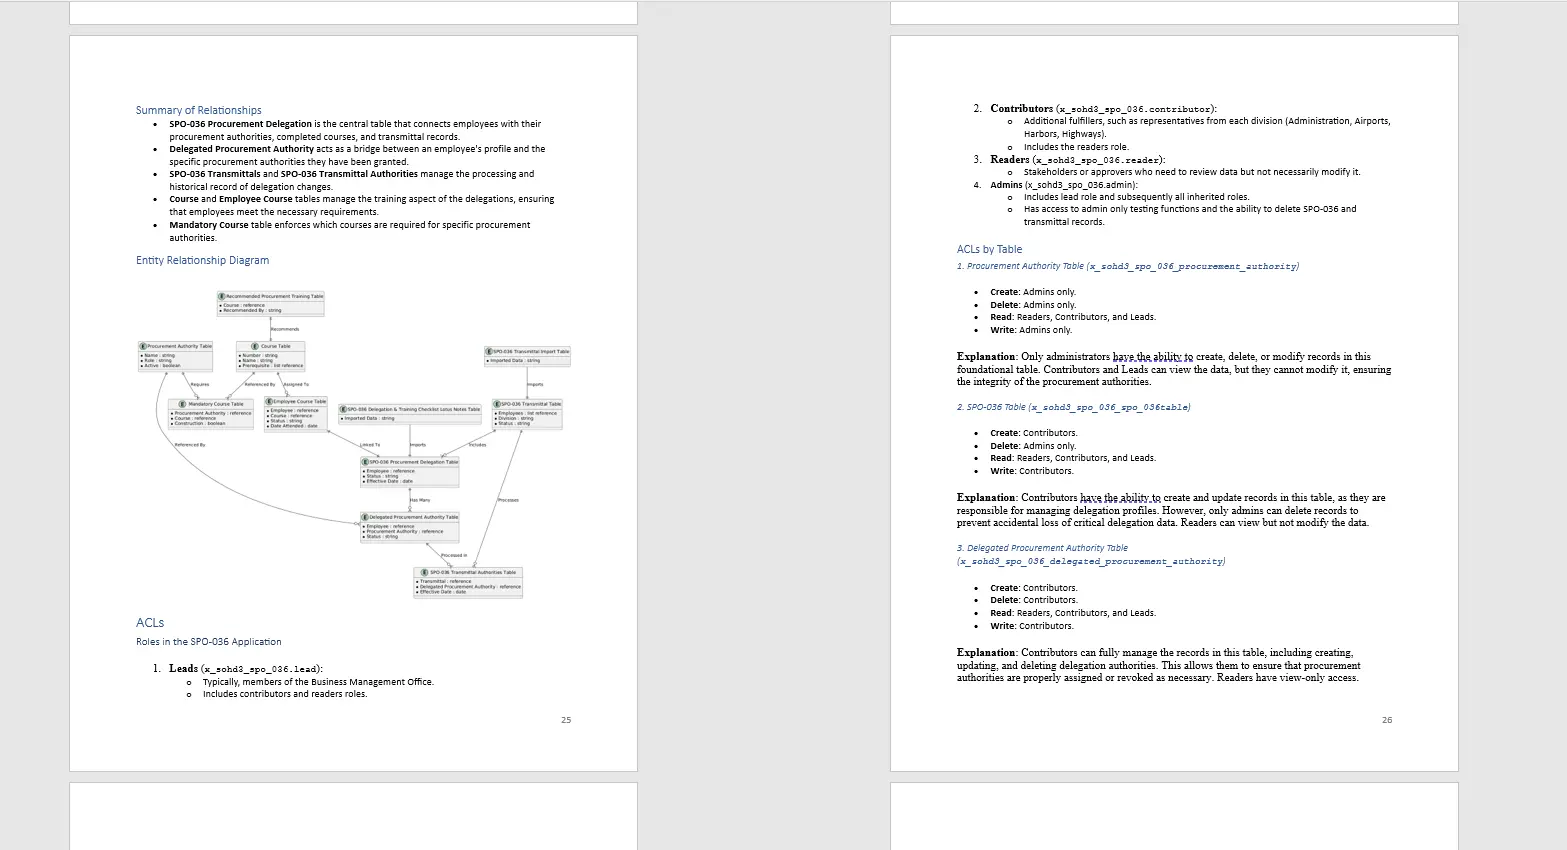 Summary of Relationships
• SPO-036 Procurement Delegation is the central table that connects employees with their
procurement authorities, completed courses, and transmittal records.
• Delegated Procurement Authority acts as a bridge between an employee's profile and the
specific procurement authorities they have been granted.
• SPO-036 Transmittals and SPO-036 Transmittal Authorities manage the processing and
historical record of delegation changes.
• Course and Employee Course tables manage the training aspect of the delegations, ensuring
that employees meet the necessary requirements.
• Mandatory Course table enforces which courses are required for specific procurement
authorities.
Entity Relationship Diagram
E Recommended Procurement Training Table
• Course : reference
• Recommended By : string
Recommends
E Procurement Authority Table
• Name : string
• Role : string
• Active : boolean
E Course Table
• Number : string
• Name : string
• Prerequisite : list reference
E SPO-036 Transmittal Import Table
• Imported Data : string
Requires
Referenced By
Assigned To
Imports
E Mandatory Course Table
• Procurement Authority : reference
• Course : reference
• Construction : boolean
E Employee Course Table
• Employee : reference
• Course : reference
• Status : string
• Date Attended : date
E SPO-036 Delegation & Training Checklist Lotus Notes Table
• Imported Data : string
E SPO-036 Transmittal Table
• Employees : list reference
• Division : string
• Status : string
Referenced By
Linked To
Imports
Includes
E SPO-036 Procurement Delegation Table
• Employee : reference
• Status : string
• Effective Date : date
Has Many
Processes
E Delegated Procurement Authority Table
• Employee : reference
• Procurement Authority : reference
• Status : string
Processed in
E SPO-036 Transmittal Authorities Table
• Transmittal : reference
• Delegated Procurement Authority : reference
• Effective Date : date
ACLs
Roles in the SPO-036 Application
1. Leads (x_sohd3_spo_036.lead):
o Typically, members of the Business Management Office.
o Includes contributors and readers roles.
25
2. Contributors (x_sohd3_spo_036.contributor):
o Additional fulfillers, such as representatives from each division (Administration, Airports,
Harbors, Highways).
o Includes the readers role.
3. Readers (x_sohd3_spo_036.reader):
o Stakeholders or approvers who need to review data but not necessarily modify it.
4. Admins (x_sohd3_spo_036.admin):
o Includes lead role and subsequently all inherited roles.
o Has access to admin only testing functions and the ability to delete SPO-036 and
transmittal records.
ACLs by Table
1. Procurement Authority Table (x_sohd3_spo_036_procurement_authority)
• Create: Admins only.
• Delete: Admins only.
• Read: Readers, Contributors, and Leads.
• Write: Admins only.
Explanation: Only administrators have the ability to create, delete, or modify records in this
foundational table. Contributors and Leads can view the data, but they cannot modify it, ensuring
the integrity of the procurement authorities.
2. SPO-036 Table (x_sohd3_spo_036_spo_036table)
• Create: Contributors.
• Delete: Admins only.
• Read: Readers, Contributors, and Leads.
• Write: Contributors.
Explanation: Contributors have the ability to create and update records in this table, as they are
responsible for managing delegation profiles. However, only admins can delete records to
prevent accidental loss of critical delegation data. Readers can view but not modify the data.
3. Delegated Procurement Authority Table
(x_sohd3_spo_036_delegated_procurement_authority)
• Create: Contributors.
• Delete: Contributors.
• Read: Readers, Contributors, and Leads.
• Write: Contributors.
Explanation: Contributors can fully manage the records in this table, including creating,
updating, and deleting delegation authorities. This allows them to ensure that procurement
authorities are properly assigned or revoked as necessary. Readers have view-only access.
26